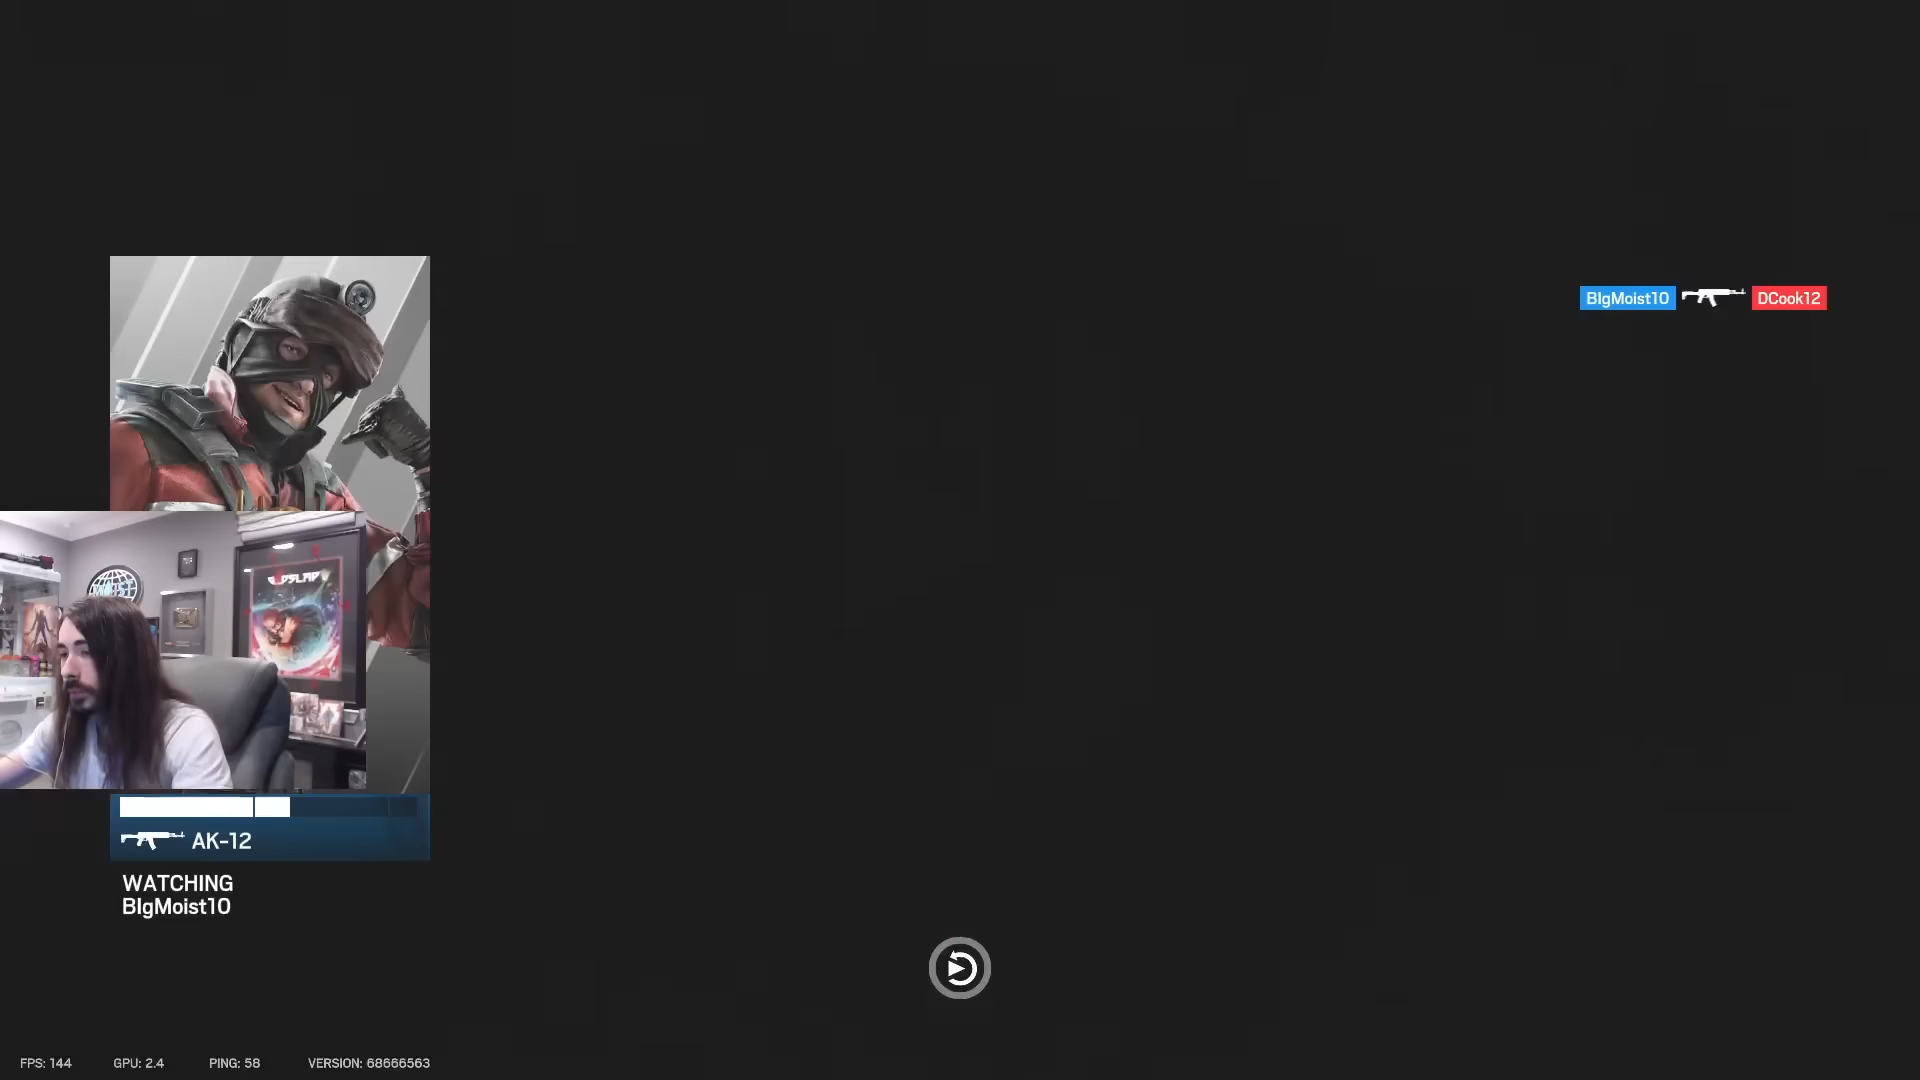 BIgMoist10 DCook12
AK-12
WATCHING
BIgMoist10
FPS: 144 GPU: 2.4 PING: 58 VERSION: 68666563